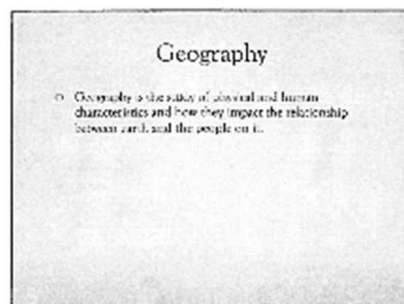 Geography
Geography is the study of physical and human
characteristics and how they impact the relationship
between earth and the people on it.